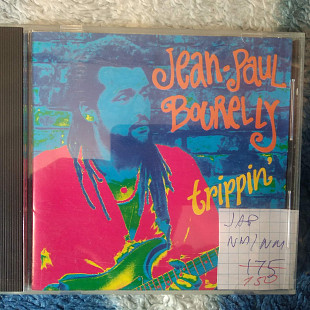 Jean-Paul
Bourelly
trippin'
JAP
NM/NM
175
150